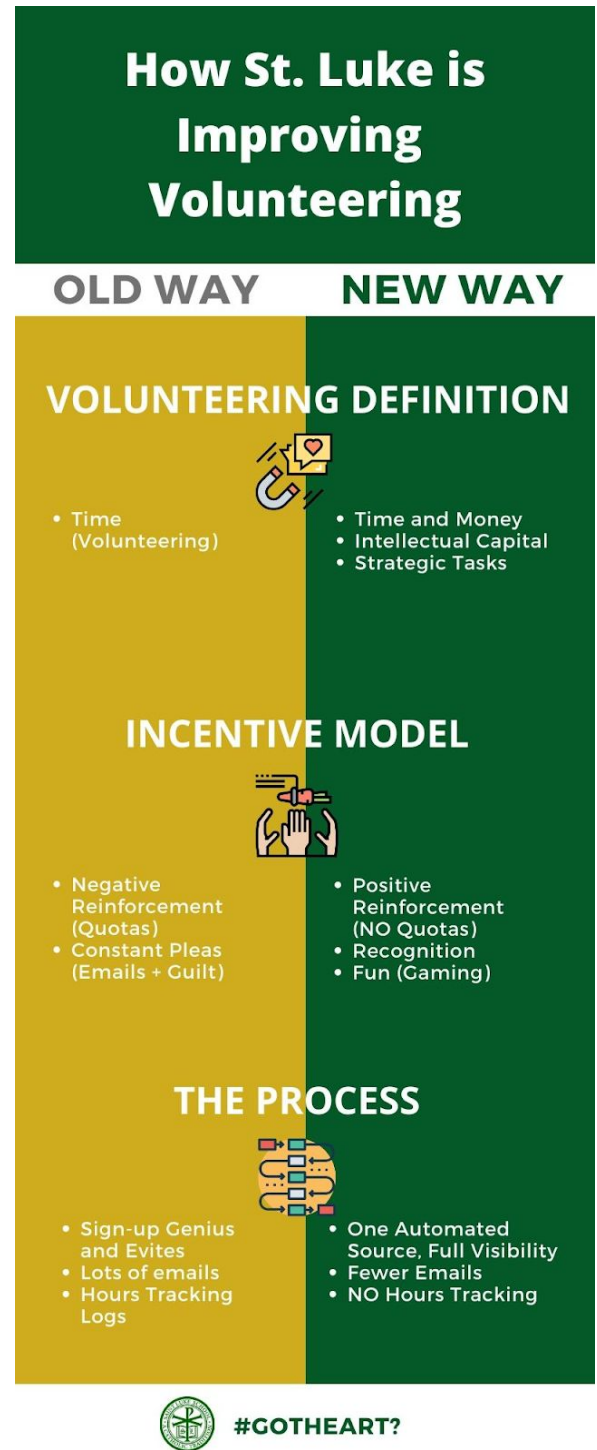 How St. Luke is
Improving
Volunteering
OLD WAY
NEW WAY
VOLUNTEERING DEFINITION
• Time
(Volunteering)
• Time and Money
• Intellectual Capital
• Strategic Tasks
INCENTIVE MODEL
• Negative
Reinforcement
(Quotas)
• Constant Pleas
(Emails + Guilt)
• Positive
Reinforcement
(NO Quotas)
• Recognition
• Fun (Gaming)
THE PROCESS
• Sign-up Genius
and Evites
• Lots of emails
• Hours Tracking
Logs
• One Automated
Source, Full Visibility
• Fewer Emails
• NO Hours Tracking
#GOTHEART?